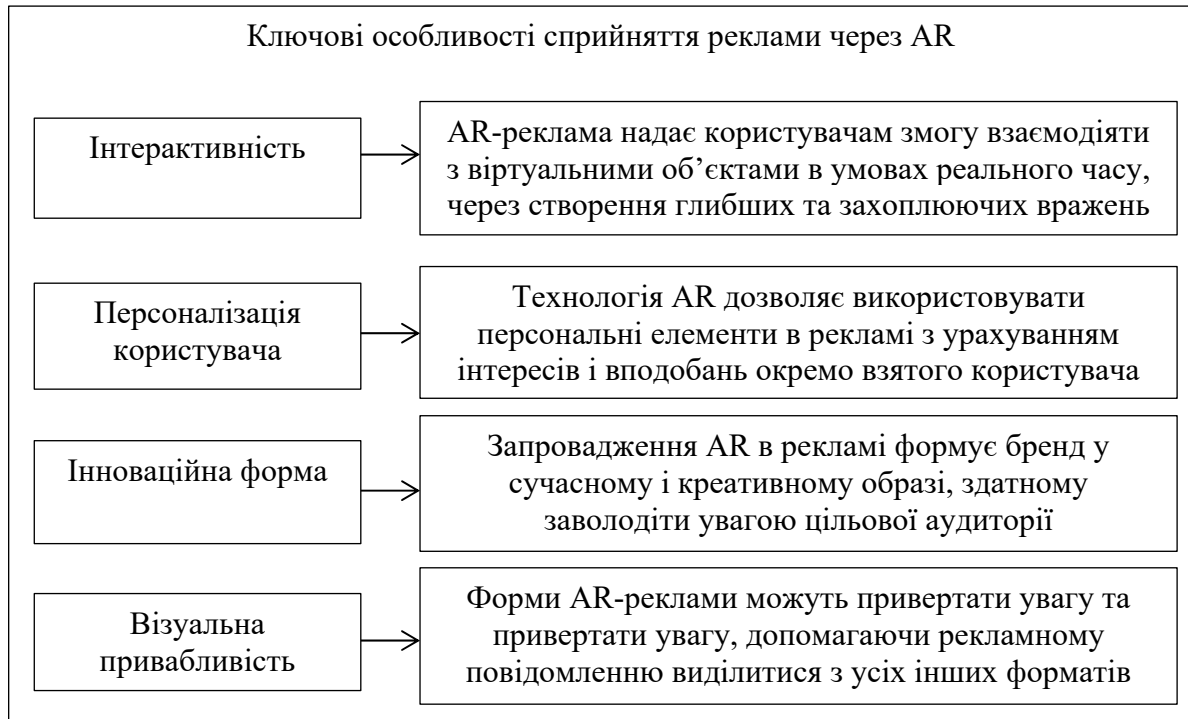 Ключові особливості сприйняття реклами через AR
Інтерактивність
AR-реклама надає користувачам змогу взаємодіяти
з віртуальними об’єктами в умовах реального часу,
через створення глибших та захоплюючих вражень
Персоналізація
користувача
Технологія AR дозволяє використовувати
персональні елементи в рекламі з урахуванням
інтересів і вподобань окремо взятого користувача
Інноваційна форма
Запровадження AR в рекламі формує бренд у
сучасному і креативному образі, здатному
заволодіти увагою цільової аудиторії
Візуальна
привабливість
Форми AR-реклами можуть привертати увагу та
привертати увагу, допомагаючи рекламному
повідомленню виділитися з усіх інших форматів